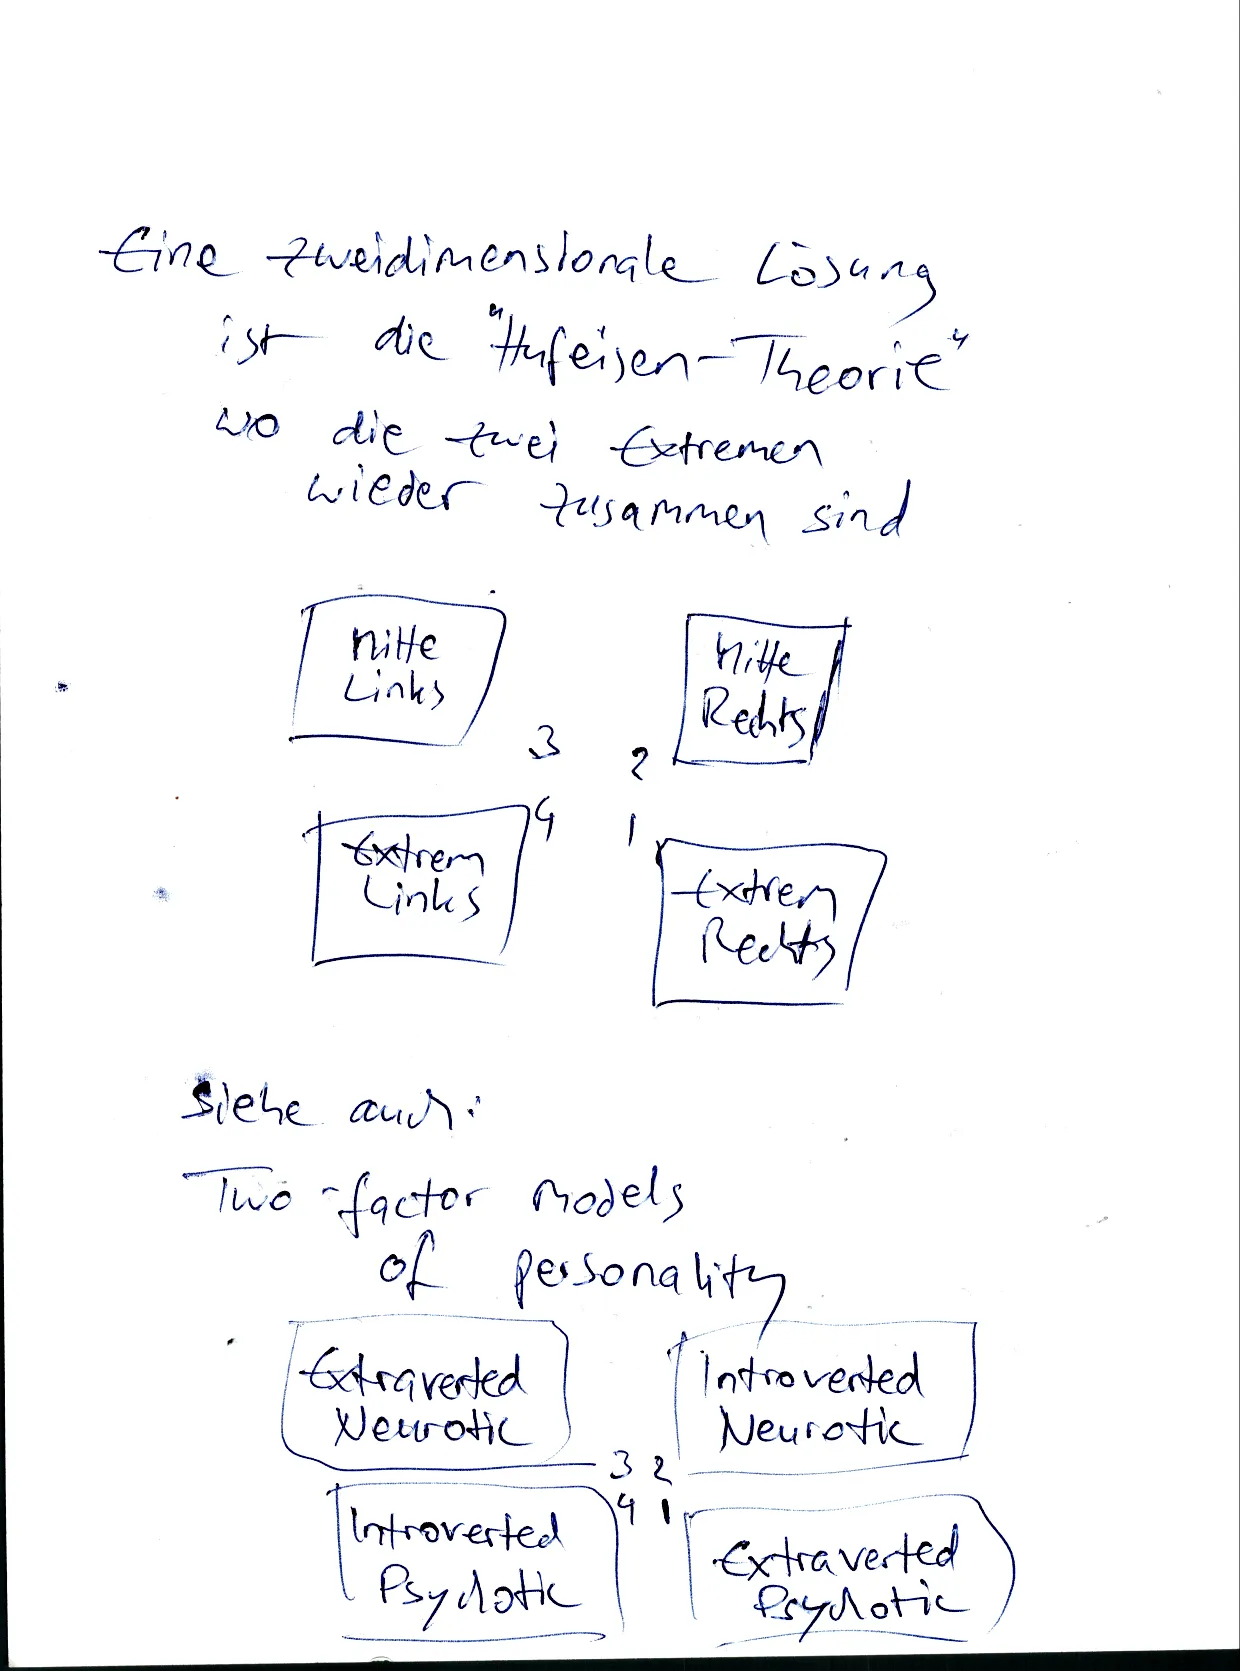 Eine zweidimensionale Lösung
ist die "Hufeisen-Theorie"
wo die zwei Extremen
wieder zusammen sind
Mitte
Links
Mitte
Rechts
3
2
4
1
Extrem
Links
Extrem
Rechts
Siehe auch:
Two-factor models
of personality
Extraverted
Neurotic
Introverted
Neurotic
3 2
4 1
Introverted
Psychotic
Extraverted
Psychotic